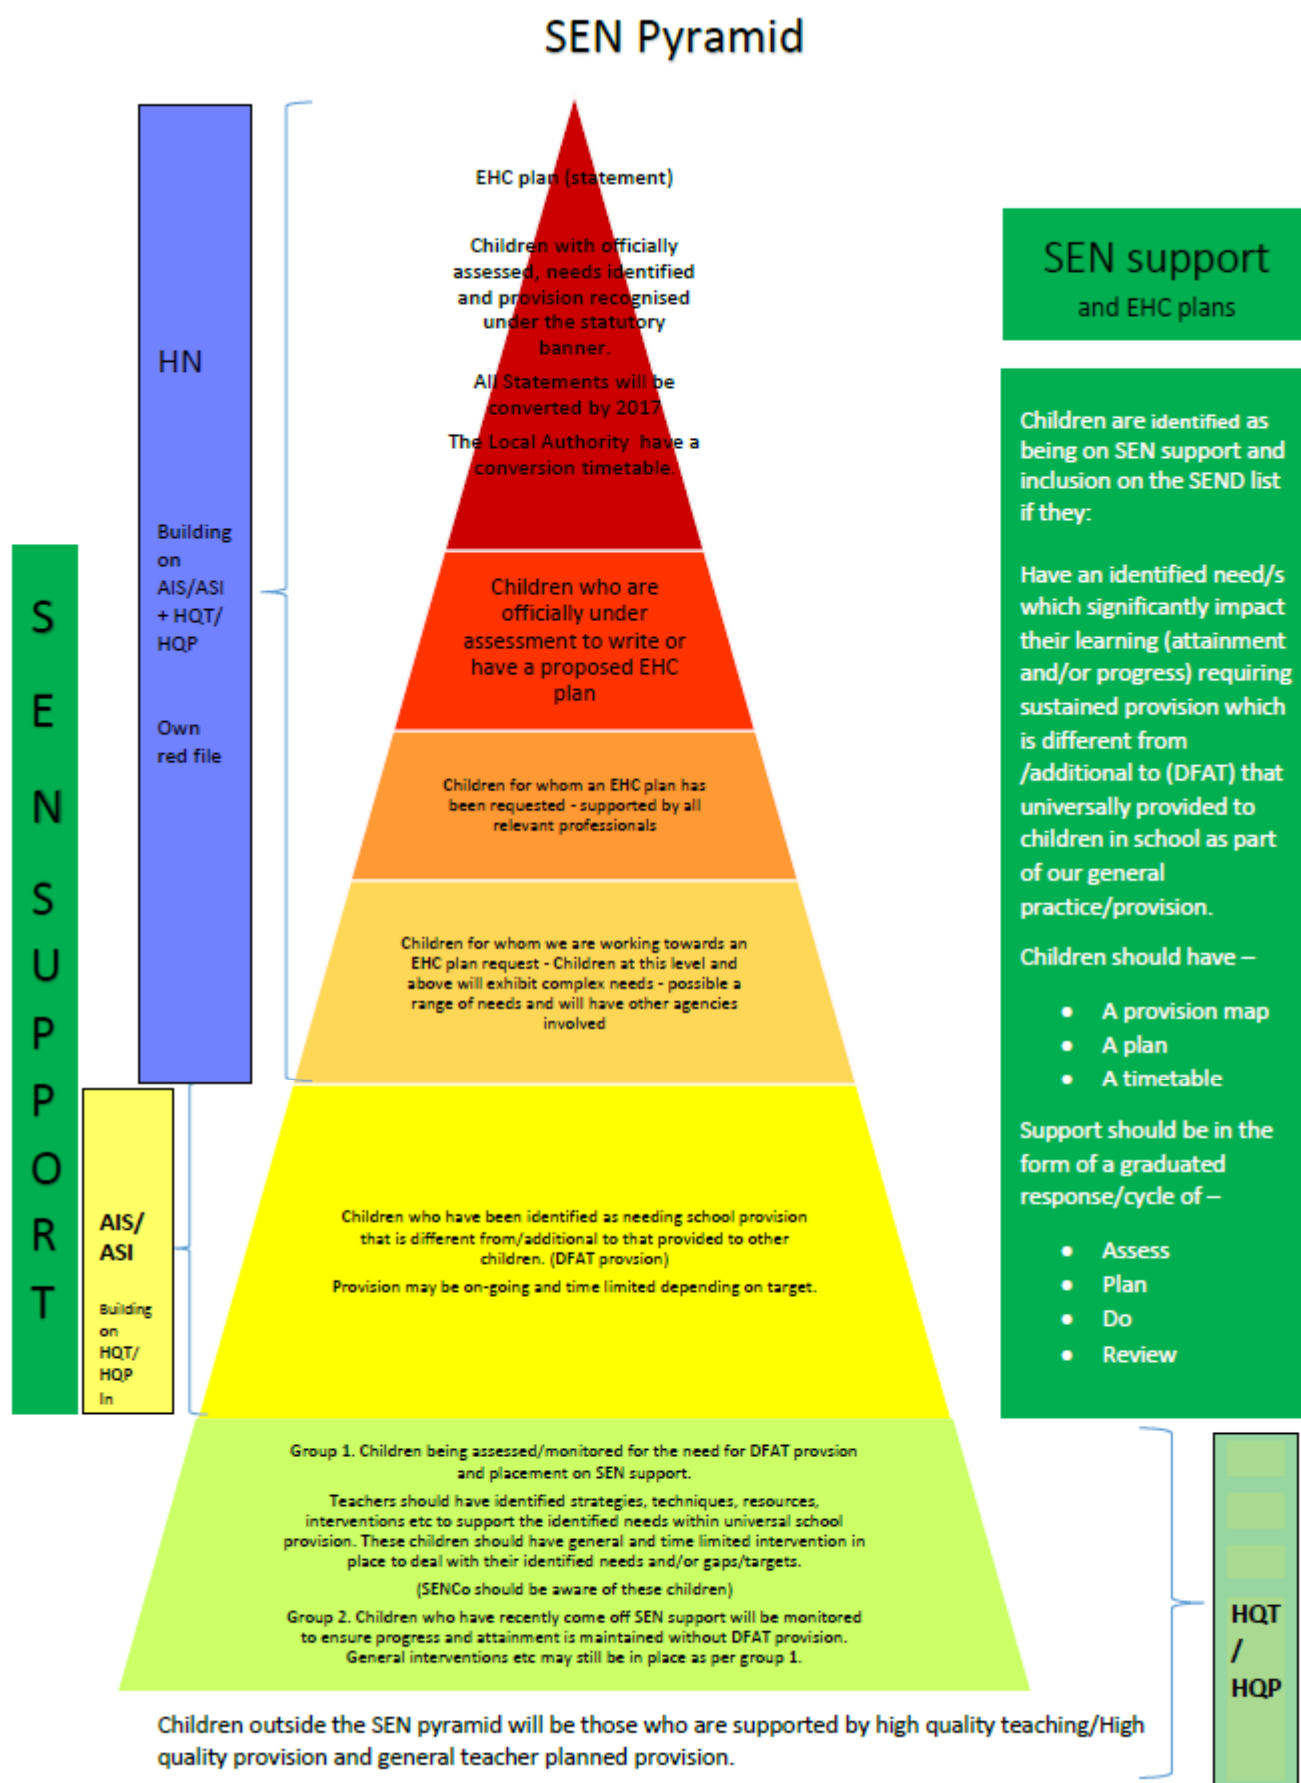 SEN Pyramid
EHC plan (statement)
Children with officially
assessed, needs identified
and provision recognised
under the statutory
banner.
All Statements will be
converted by 2017
The Local Authority have a
conversion timetable.
Children who are
officially under
assessment to write or
have a proposed EHC
plan
Children for whom an EHC plan has
been requested - supported by all
relevant professionals
Children for whom we are working towards an
EHC plan request - Children at this level and
above will exhibit complex needs - possible a
range of needs and will have other agencies
involved
Children who have been identified as needing school provision
that is different from/additional to that provided to other
children. (DFAT provsion)
Provision may be on-going and time limited depending on target.
Group 1. Children being assessed/monitored for the need for DFAT provsion
and placement on SEN support.
Teachers should have identified strategies, techniques, resources,
interventions etc to support the identified needs within universal school
provision. These children should have general and time limited intervention in
place to deal with their identified needs and/or gaps/targets.
(SENCo should be aware of these children)
Group 2. Children who have recently come off SEN support will be monitored
to ensure progress and attainment is maintained without DFAT provision.
General interventions etc may still be in place as per group 1.
Children outside the SEN pyramid will be those who are supported by high quality teaching/High
quality provision and general teacher planned provision.
S
E
N
S
U
P
P
O
R
T
HN
Building
on
AIS/ASI
+ HQT/
HQP
Own
red file
AIS/
ASI
Building
on
HQT/
HQP
In
SEN support
and EHC plans
Children are identified as
being on SEN support and
inclusion on the SEND list
if they:
Have an identified need/s
which significantly impact
their learning (attainment
and/or progress) requiring
sustained provision which
is different from
/additional to (DFAT) that
universally provided to
children in school as part
of our general
practice/provision.
Children should have –
• A provision map
• A plan
• A timetable
Support should be in the
form of a graduated
response/cycle of –
• Assess
• Plan
• Do
• Review
HQT
/
HQP